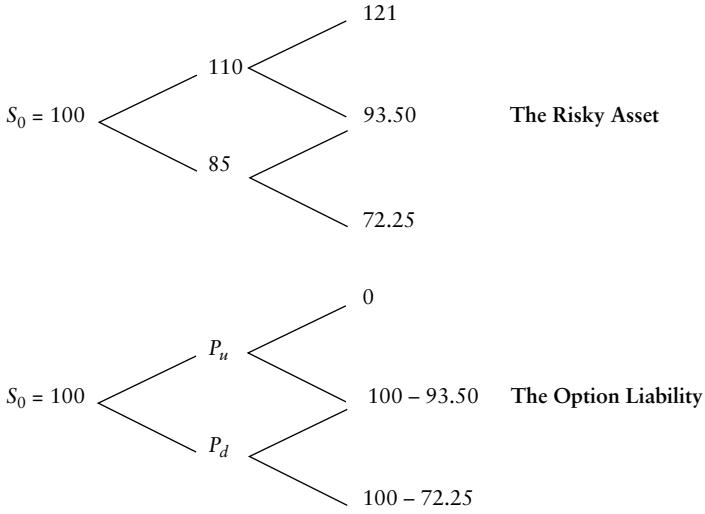 121
110
S₀ = 100
93.50
The Risky Asset
85
72.25
0
Pᵤ
S₀ = 100
100 – 93.50
The Option Liability
P_d
100 – 72.25